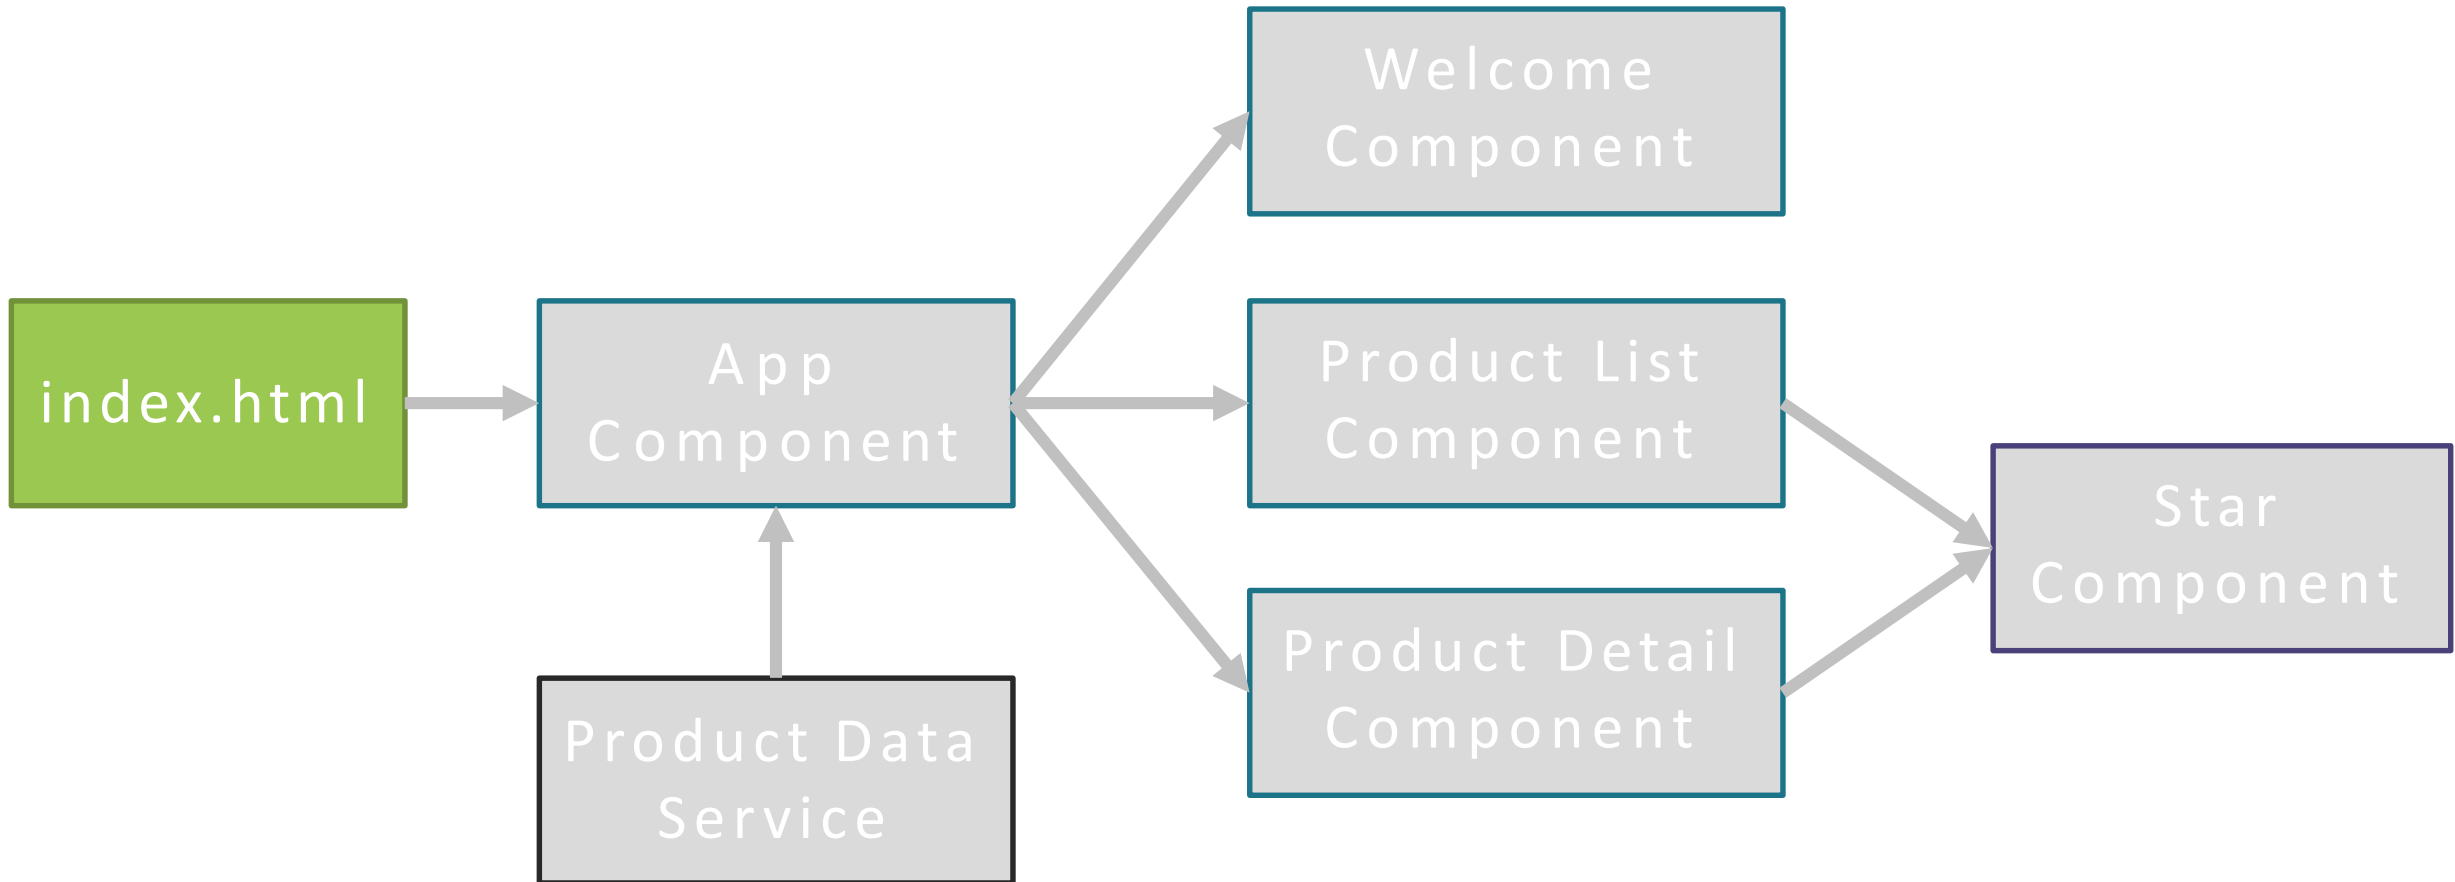 Welcome
Component
index.html
App
Component
Product List
Component
Star
Component
Product Detail
Component
Product Data
Service